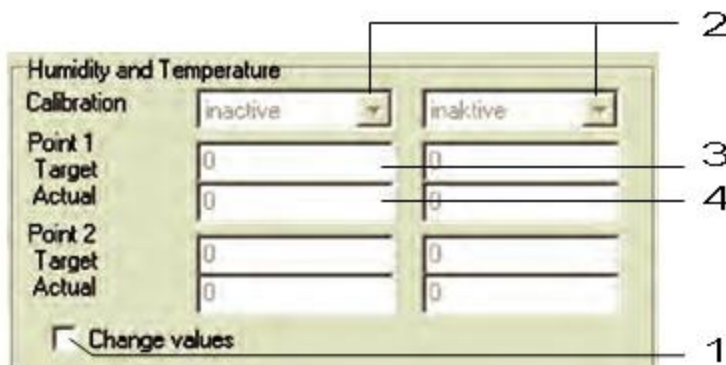 2
Humidity and Temperature
Calibration inactive inaktive
Point 1
Target 0 0 3
Actual 0 0 4
Point 2
Target 0 0
Actual 0 0
Change values
1